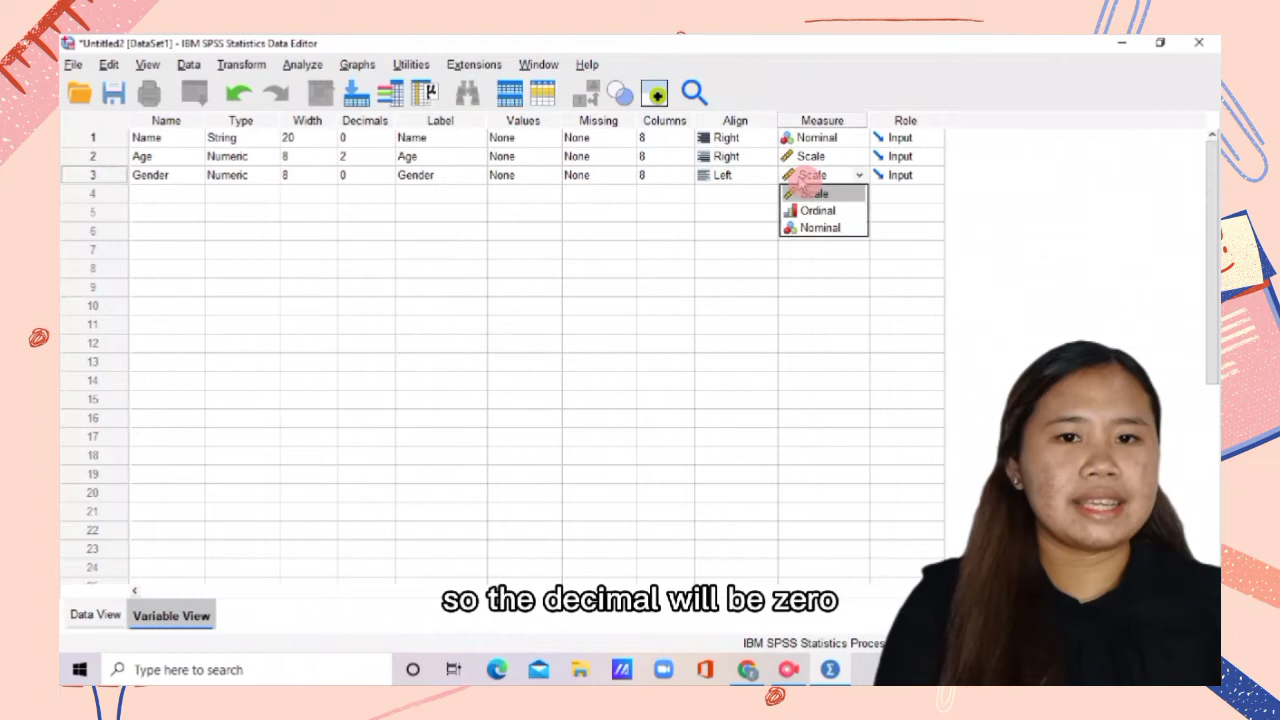 *Untitled2 [DataSet1] - IBM SPSS Statistics Data Editor
File Edit View Data Transform Analyze Graphs Utilities Extensions Window Help
Name Type Width Decimals Label Values Missing Columns Align Measure Role
1 Name String 20 0 Name None None 8 Right Nominal Input
2 Age Numeric 8 2 Age None None 8 Right Scale Input
3 Gender Numeric 8 0 Gender None None 8 Left Scale Input
4 Scale
5 Ordinal
6 Nominal
7
8
9
10
11
12
13
14
15
16
17
18
19
20
21
22
23
24
so the decimal will be zero
Data View Variable View
IBM SPSS Statistics
Type here to search